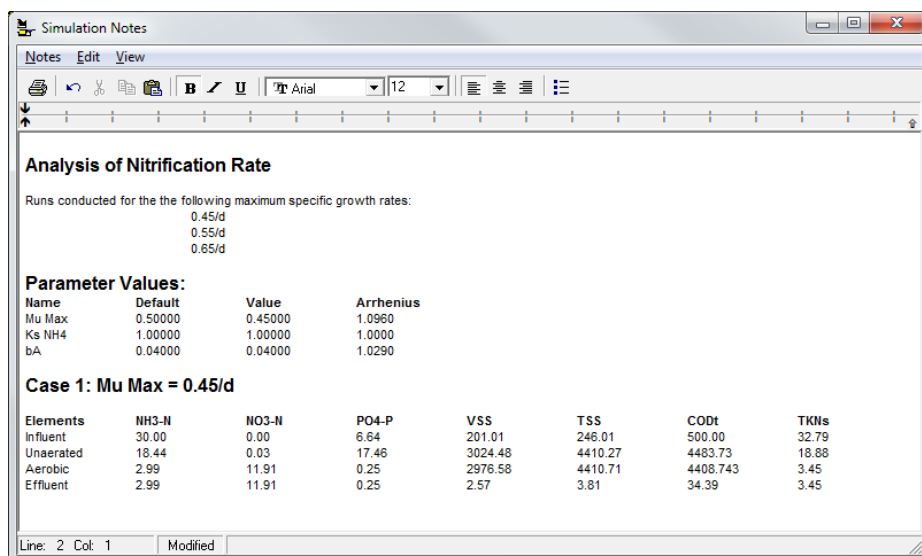 Simulation Notes
Notes Edit View
B I U Tr Arial 12
Analysis of Nitrification Rate
Runs conducted for the the following maximum specific growth rates:
0.45/d
0.55/d
0.65/d
Parameter Values:
Name Default Value Arrhenius
Mu Max 0.50000 0.45000 1.0960
Ks NH4 1.00000 1.00000 1.0000
bA 0.04000 0.04000 1.0290
Case 1: Mu Max = 0.45/d
Elements NH3-N NO3-N PO4-P VSS TSS CODt TKNs
Influent 30.00 0.00 6.64 201.01 246.01 500.00 32.79
Unaerated 18.44 0.03 17.46 3024.48 4410.27 4483.73 18.88
Aerobic 2.99 11.91 0.25 2976.58 4410.71 4408.743 3.45
Effluent 2.99 11.91 0.25 2.57 3.81 34.39 3.45
Line: 2 Col: 1 Modified